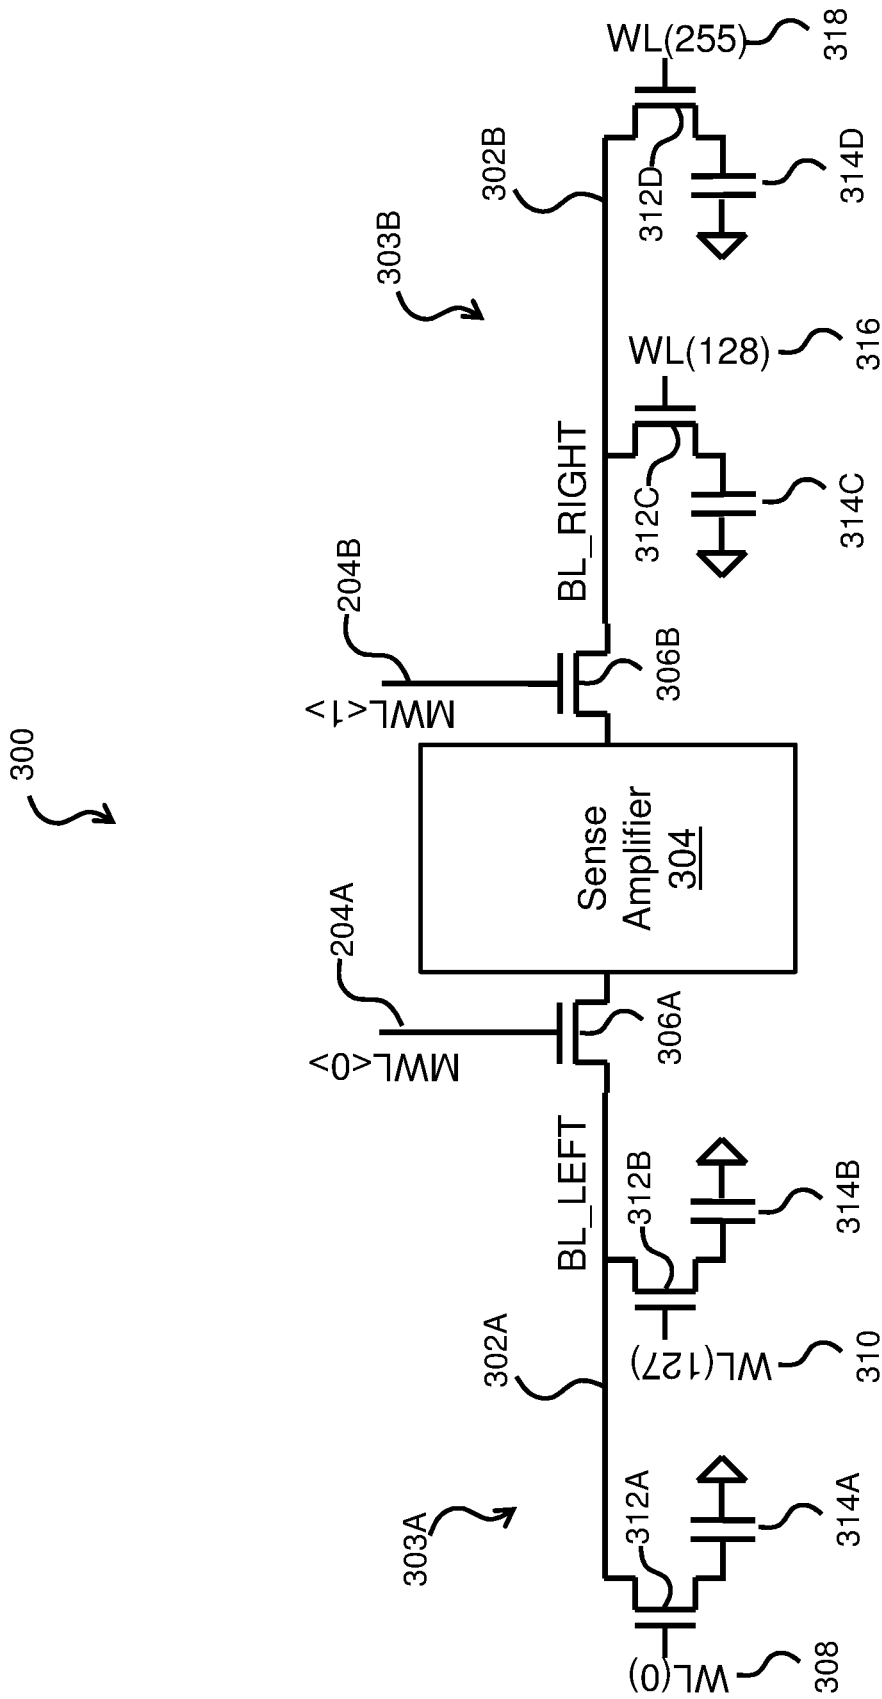 300
303A
303B
204A
204B
MWL<0>
MWL<1>
302A
302B
BL_LEFT
BL_RIGHT
Sense
Amplifier
304
306A
306B
312A
312B
312C
312D
WL(0)
WL(127)
WL(128)
WL(255)
308
314A
310
314B
314C
316
314D
318